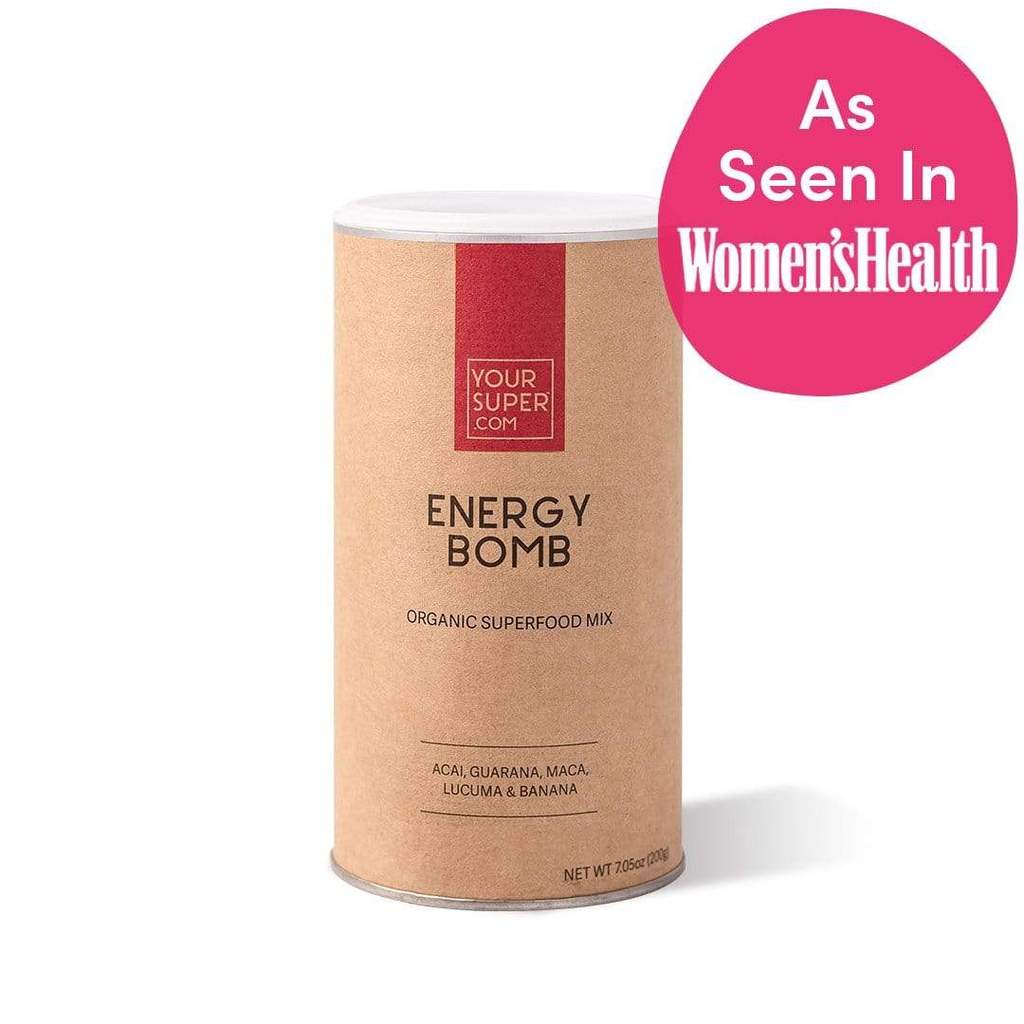 As
Seen In
Women'sHealth
YOUR
SUPER
.COM
ENERGY
BOMB
ORGANIC SUPERFOOD MIX
ACAI, GUARANA, MACA,
LUCUMA & BANANA
NET WT 7.05oz (200g)